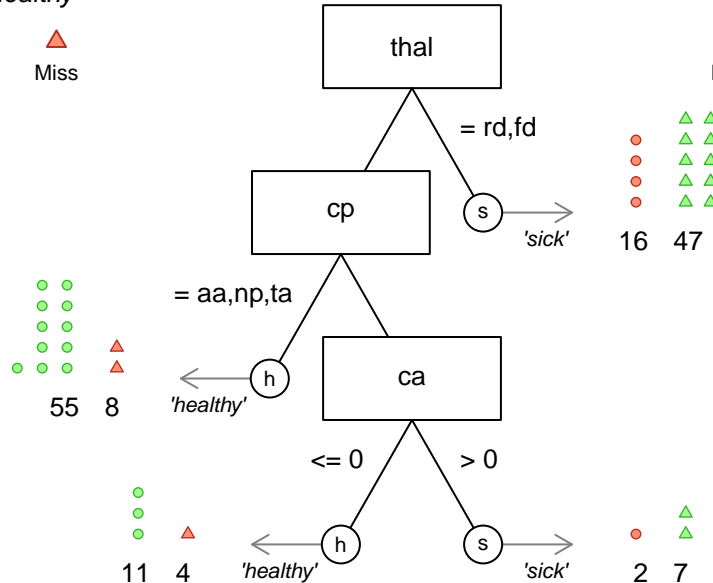 Miss
thal
= rd,fd
cp
s
'sick'
16 47
= aa,np,ta
h
'healthy'
ca
55 8
<= 0
> 0
h
s
'healthy'
'sick'
11 4
2 7